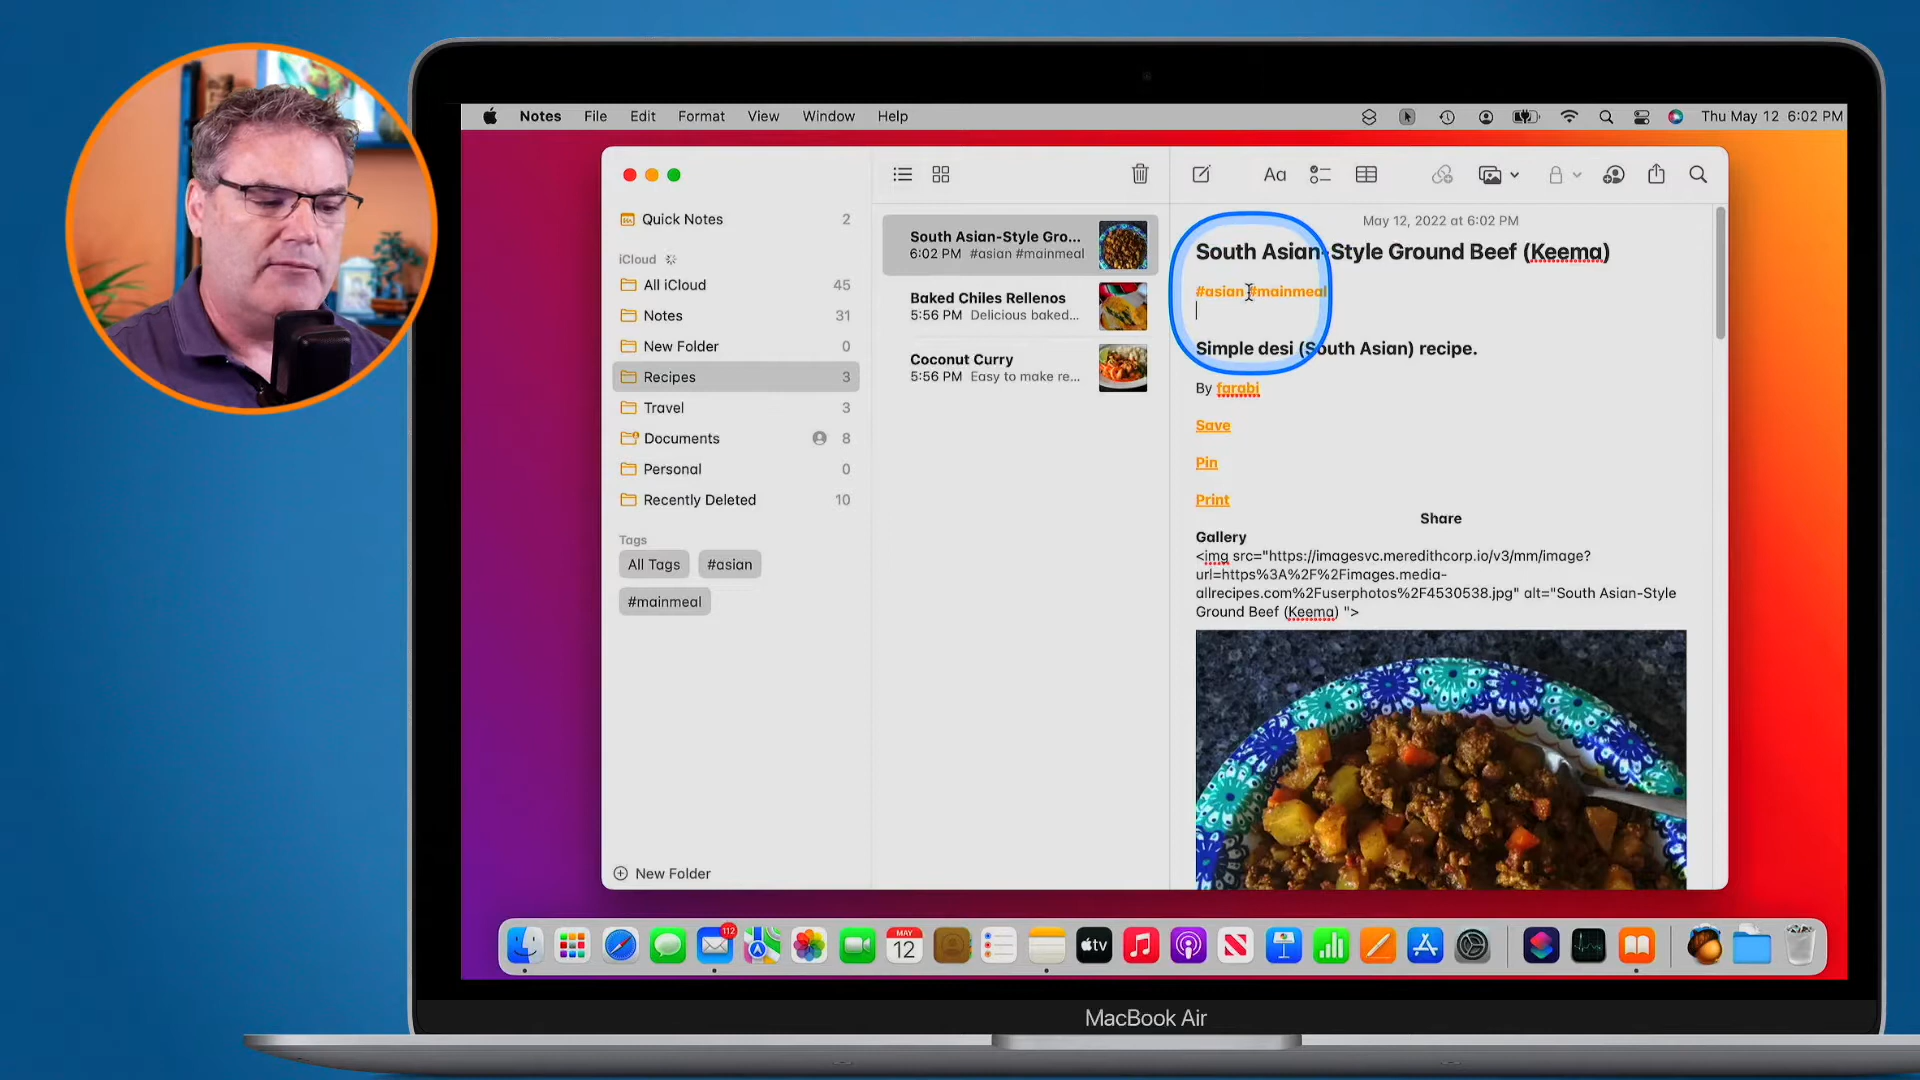 Notes File Edit Format View Window Help
Thu May 12 6:02 PM
Quick Notes 2
iCloud
All iCloud 45
Notes 31
New Folder 0
Recipes 3
Travel 3
Documents 8
Personal 0
Recently Deleted 10
Tags
All Tags #asian
#mainmeal
New Folder
South Asian-Style Gro...
6:02 PM #asian #mainmeal
Baked Chiles Rellenos
5:56 PM Delicious baked...
Coconut Curry
5:56 PM Easy to make re...
Aa
May 12, 2022 at 6:02 PM
South Asian-Style Ground Beef (Keema)
#asian #mainmeal
Simple desi (South Asian) recipe.
By farabi
Save
Pin
Print
Share
Gallery
<img src="https://imagesvc.meredithcorp.io/v3/mm/image?
url=https%3A%2F%2Fimages.media-
allrecipes.com%2Fuserphotos%2F4530538.jpg" alt="South Asian-Style
Ground Beef (Keema) ">
112
MAY
12
tv
MacBook Air